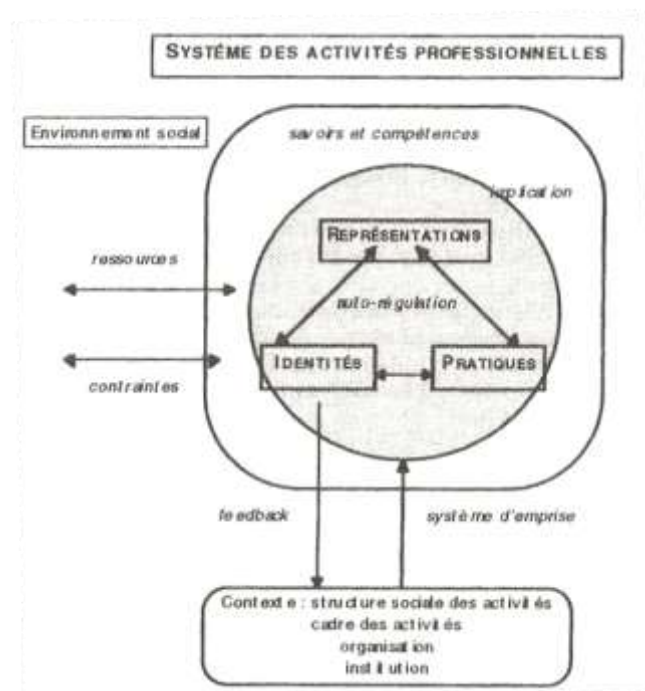 SYSTÉME DES ACTIVITÉS PROFESSIONNELLES
Environnement social
savoirs et compétences
implication
REPRÉSENTATIONS
ressources
auto-régulation
IDENTITÉS
PRATIQUES
contraintes
feedback
système d'emprise
Contexte : structure sociale des activités
cadre des activités
organisation
institution